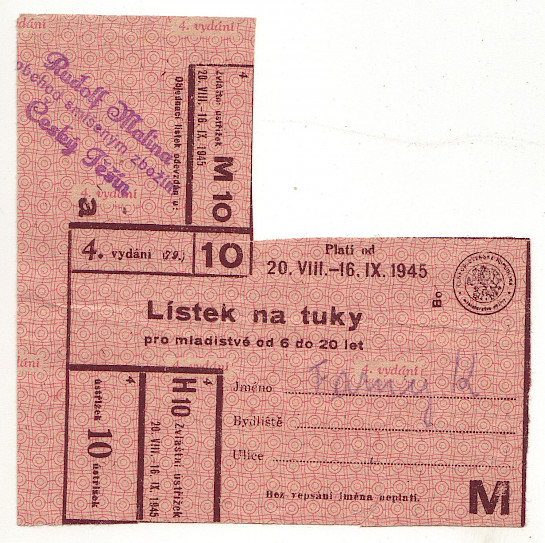 4. vydání
Rudolf Malina
obchod smíšeným zbožím
Český Těšín
Objednací lístek odevzdán u:
4
Zvláštní ústřižek
20. VIII.-16. IX. 1945
M 10
4. vydání
a
4. vydání (79.) 10
Platí od
20. VIII.-16. IX. 1945
Bo
Lístek na tuky
pro mladistvé od 6 do 20 let
4. vydání
Jméno
Bydliště
Ulice
Bez vepsání jména neplatí.
M
4
ústřižek
10
ústřižek
4
H 10 Zvláštní ústřižek
20. VIII.-16. IX. 1945